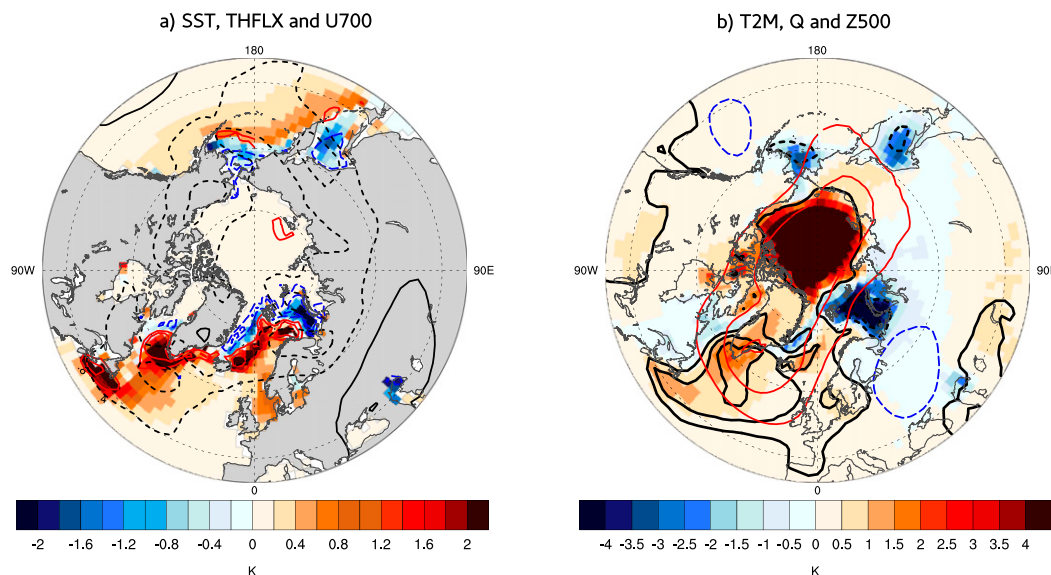 a) SST, THFLX and U700
b) T2M, Q and Z500
180
180
90W
90E
90W
90E
0
0
-2 -1.6 -1.2 -0.8 -0.4 0 0.4 0.8 1.2 1.6 2
-4 -3.5 -3 -2.5 -2 -1.5 -1 -0.5 0 0.5 1 1.5 2 2.5 3 3.5 4
K
K